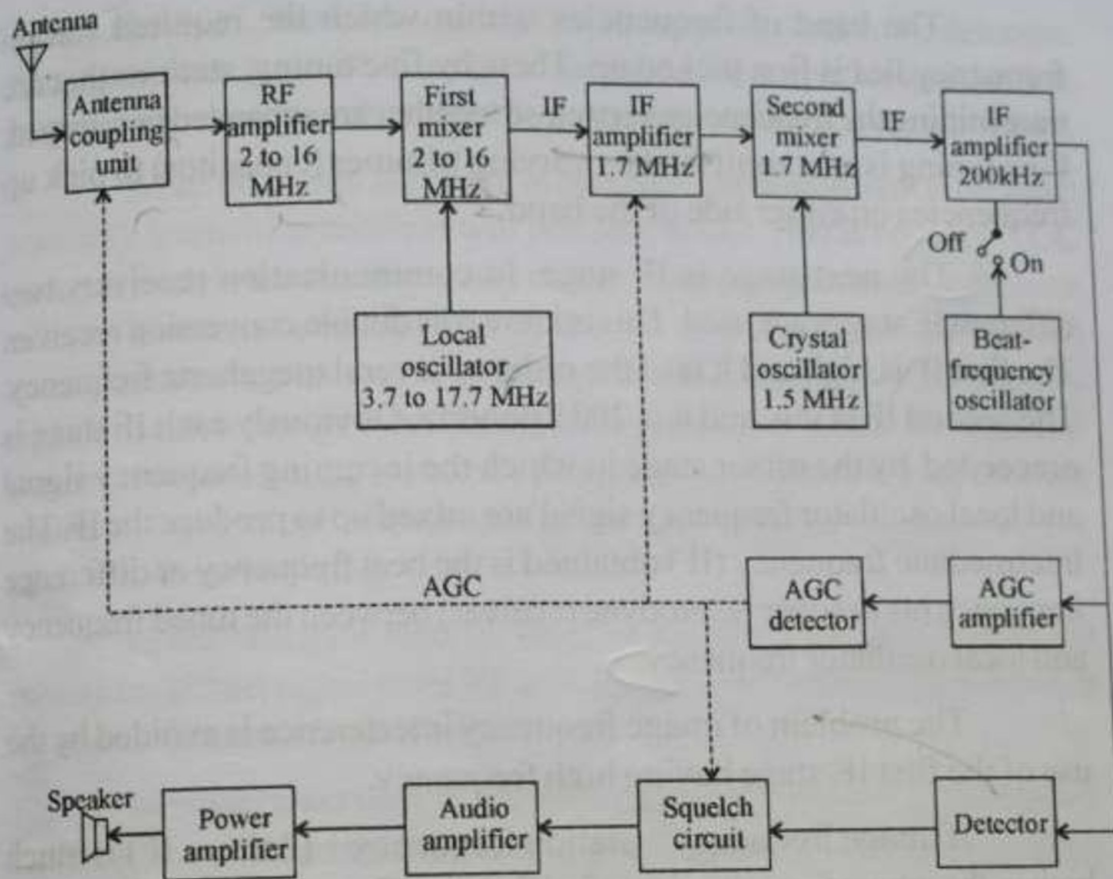 Antenna
Antenna
coupling
unit
RF
amplifier
2 to 16
MHz
First
mixer
2 to 16
MHz
IF
IF
amplifier
1.7 MHz
Second
mixer
1.7 MHz
IF
IF
amplifier
200kHz
Off
On
Local
oscillator
3.7 to 17.7 MHz
Crystal
oscillator
1.5 MHz
Beat-
frequency
oscillator
AGC
AGC
detector
AGC
amplifier
Speaker
Power
amplifier
Audio
amplifier
Squelch
circuit
Detector